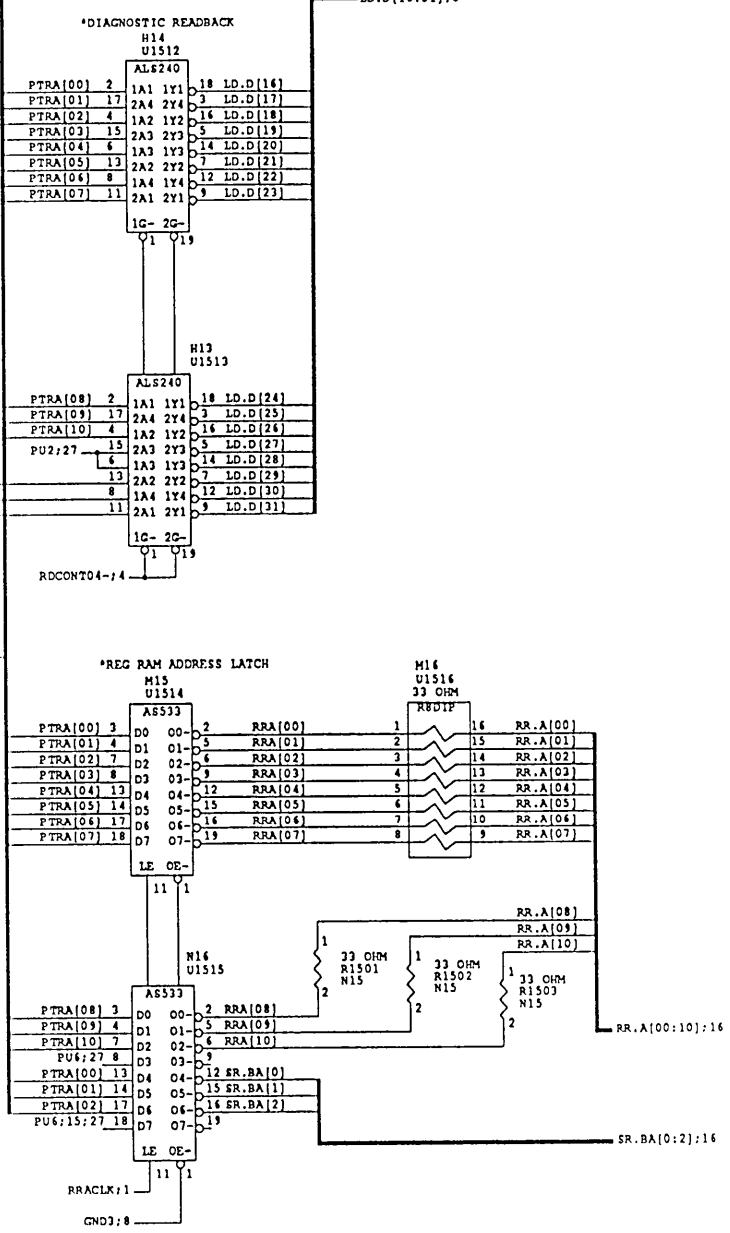 *DIAGNOSTIC READBACK
H14
U1512
ALS240
PTRA[00] 2 1A1 1Y1 18 LD.D[16]
PTRA[01] 17 2A4 2Y4 3 LD.D[17]
PTRA[02] 4 1A2 1Y2 16 LD.D[18]
PTRA[03] 15 2A3 2Y3 5 LD.D[19]
PTRA[04] 6 1A3 1Y3 14 LD.D[20]
PTRA[05] 13 2A2 2Y2 7 LD.D[21]
PTRA[06] 8 1A4 1Y4 12 LD.D[22]
PTRA[07] 11 2A1 2Y1 9 LD.D[23]
1G- 2G-
1 19
H13
U1513
ALS240
PTRA[08] 2 1A1 1Y1 18 LD.D[24]
PTRA[09] 17 2A4 2Y4 3 LD.D[25]
PTRA[10] 4 1A2 1Y2 16 LD.D[26]
PU2;27 15 2A3 2Y3 5 LD.D[27]
6 1A3 1Y3 14 LD.D[28]
13 2A2 2Y2 7 LD.D[29]
8 1A4 1Y4 12 LD.D[30]
11 2A1 2Y1 9 LD.D[31]
1G- 2G-
1 19
RDCONT04-;4
*REG RAM ADDRESS LATCH
M15
U1514
AS533
M16
U1516
33 OHM
R8DIP
PTRA[00] 3 D0 O0- 2 RRA[00] 1 16 RR.A[00]
PTRA[01] 4 D1 O1- 5 RRA[01] 2 15 RR.A[01]
PTRA[02] 7 D2 O2- 6 RRA[02] 3 14 RR.A[02]
PTRA[03] 8 D3 O3- 9 RRA[03] 4 13 RR.A[03]
PTRA[04] 13 D4 O4- 12 RRA[04] 5 12 RR.A[04]
PTRA[05] 14 D5 O5- 15 RRA[05] 6 11 RR.A[05]
PTRA[06] 17 D6 O6- 16 RRA[06] 7 10 RR.A[06]
PTRA[07] 18 D7 O7- 19 RRA[07] 8 9 RR.A[07]
LE OE-
11 1
RR.A[08]
RR.A[09]
RR.A[10]
1 33 OHM R1501 N15 2
1 33 OHM R1502 N15 2
1 33 OHM R1503 N15 2
N16
U1515
AS533
PTRA[08] 3 D0 O0- 2 RRA[08]
PTRA[09] 4 D1 O1- 5 RRA[09]
PTRA[10] 7 D2 O2- 6 RRA[10]
PU6;27 8 D3 O3- 9
PTRA[00] 13 D4 O4- 12 SR.BA[0]
PTRA[01] 14 D5 O5- 15 SR.BA[1]
PTRA[02] 17 D6 O6- 16 SR.BA[2]
PU6;15;27 18 D7 O7- 19
LE OE-
11 1
RR.A[00:10];16
SR.BA[0:2];16
RRACLK;1
GND3;8